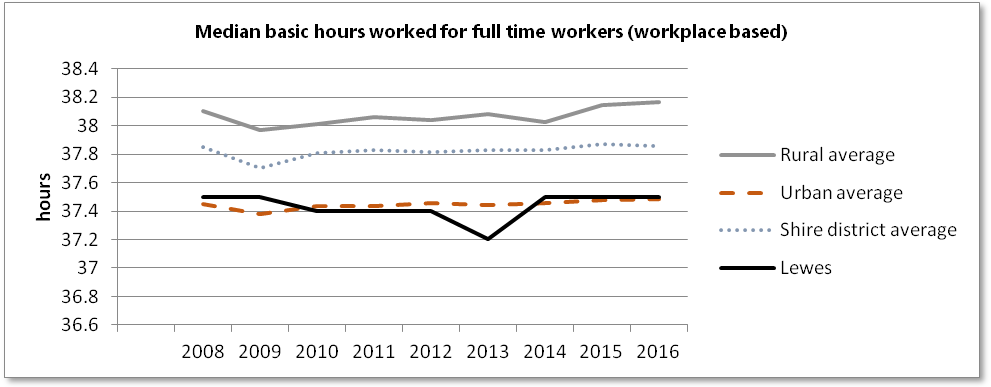 Median basic hours worked for full time workers (workplace based)
hours
38.4
38.2
38
37.8
37.6
37.4
37.2
37
36.8
36.6
2008 2009 2010 2011 2012 2013 2014 2015 2016
Rural average
Urban average
Shire district average
Lewes